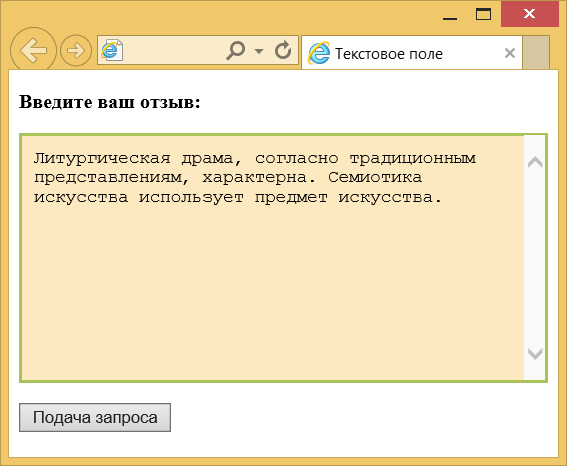 Текстовое поле
Введите ваш отзыв:
Литургическая драма, согласно традиционным
представлениям, характерна. Семиотика
искусства использует предмет искусства.
Подача запроса